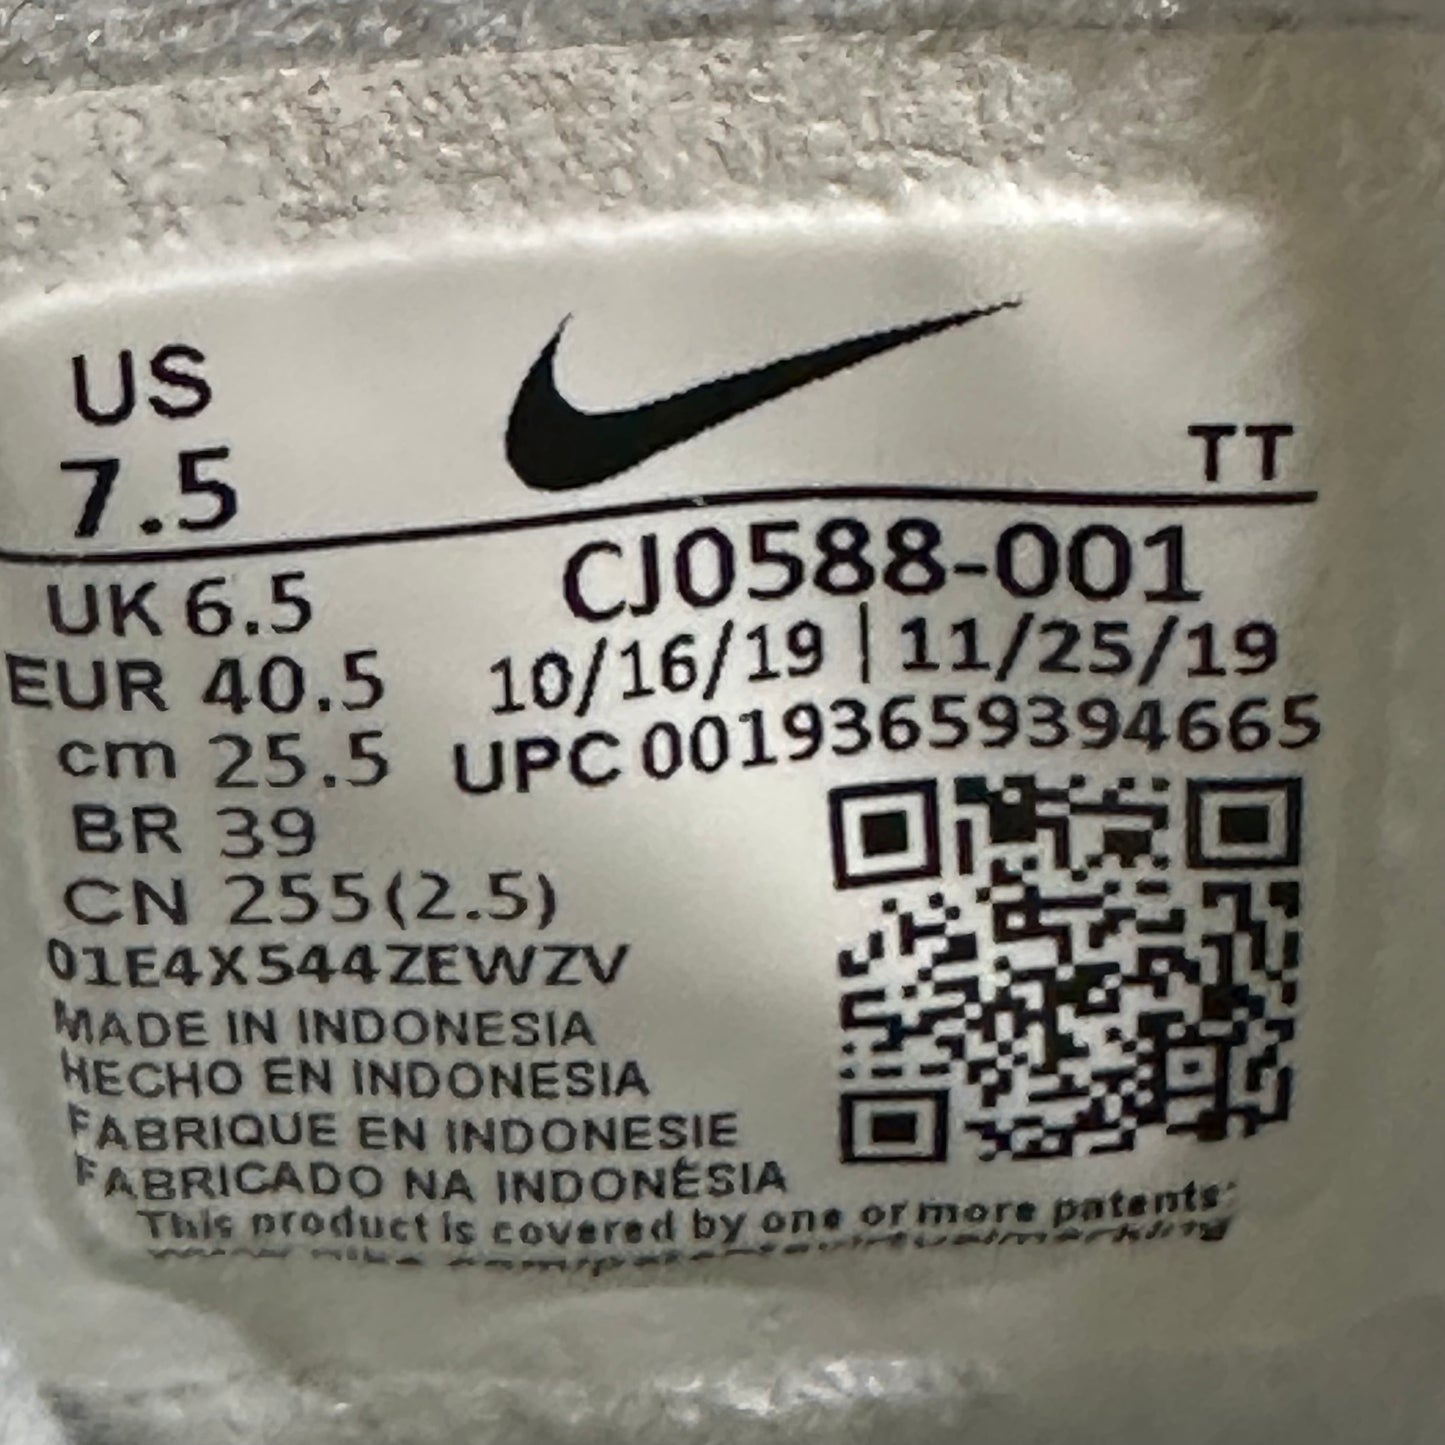 US
7.5
TT
UK 6.5
EUR 40.5
cm 25.5
BR 39
CN 255(2.5)
CJ0588-001
10/16/19 | 11/25/19
UPC 00193659394665
01E4X544ZEWZV
MADE IN INDONESIA
HECHO EN INDONESIA
FABRIQUE EN INDONESIE
FABRICADO NA INDONÉSIA
This product is covered by one or more patents: